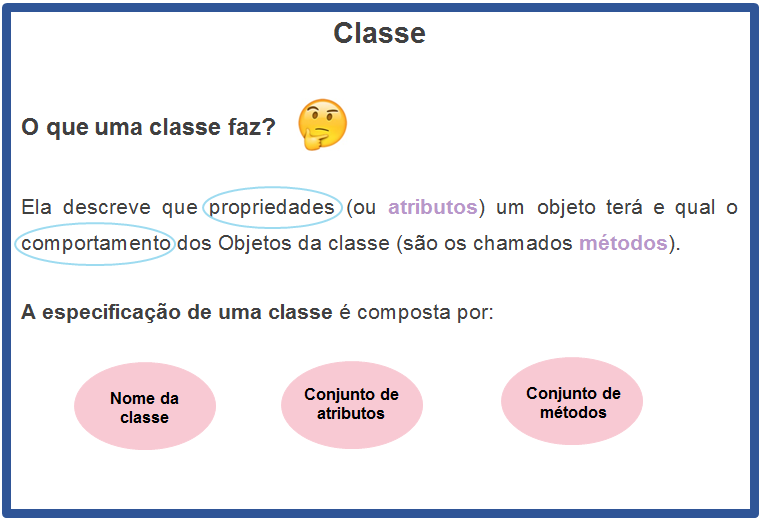 Classe
O que uma classe faz?
Ela descreve que propriedades (ou atributos) um objeto terá e qual o
comportamento dos Objetos da classe (são os chamados métodos).
A especificação de uma classe é composta por:
Nome da
classe
Conjunto de
atributos
Conjunto de
métodos